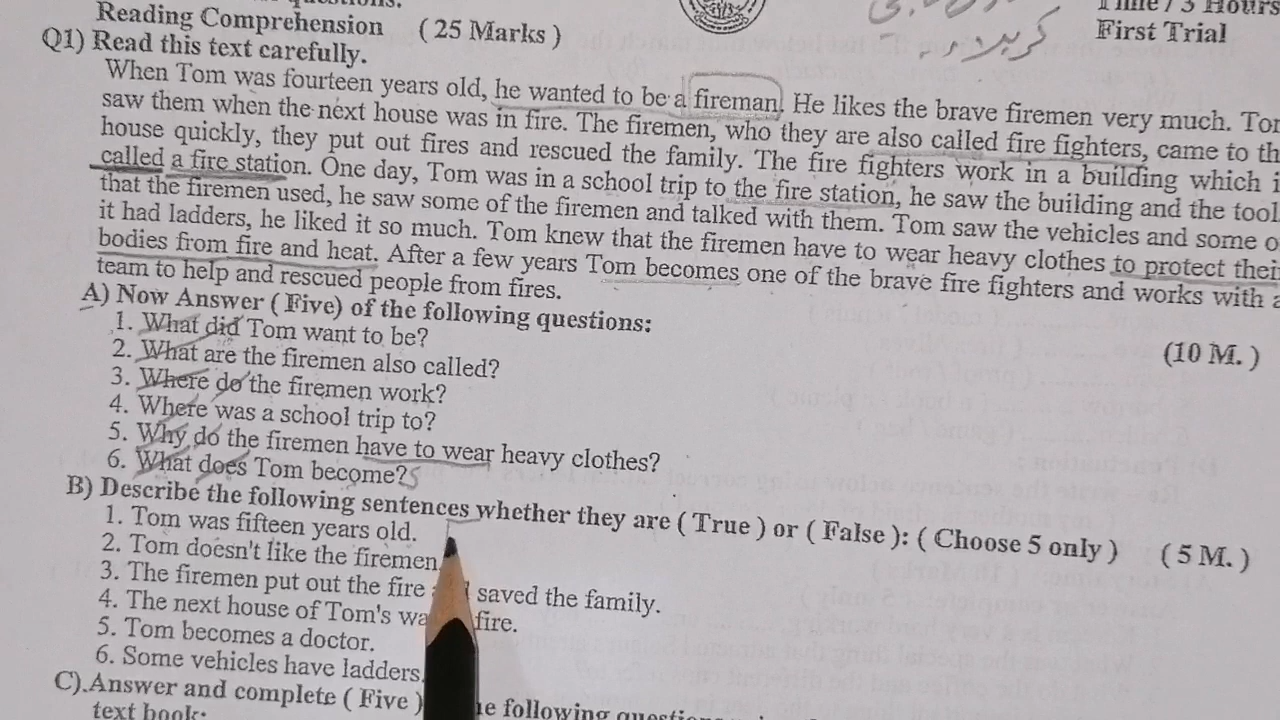 questions.
Reading Comprehension ( 25 Marks )
Time / 3 Hours
First Trial
Q1) Read this text carefully.
When Tom was fourteen years old, he wanted to be a fireman. He likes the brave firemen very much. Tom
saw them when the next house was in fire. The firemen, who they are also called fire fighters, came to th
house quickly, they put out fires and rescued the family. The fire fighters work in a building which i
called a fire station. One day, Tom was in a school trip to the fire station, he saw the building and the tool
that the firemen used, he saw some of the firemen and talked with them. Tom saw the vehicles and some o
it had ladders, he liked it so much. Tom knew that the firemen have to wear heavy clothes to protect thei
bodies from fire and heat. After a few years Tom becomes one of the brave fire fighters and works with a
team to help and rescued people from fires.
A) Now Answer ( Five) of the following questions:
(10 M. )
1. What did Tom want to be?
2. What are the firemen also called?
3. Where do the firemen work?
4. Where was a school trip to?
5. Why do the firemen have to wear heavy clothes?
6. What does Tom become?
B) Describe the following sentences whether they are ( True ) or ( False ): ( Choose 5 only ) ( 5 M. )
1. Tom was fifteen years old.
2. Tom doesn't like the firemen
3. The firemen put out the fire saved the family.
4. The next house of Tom's fire.
5. Tom becomes a doctor.
6. Some vehicles have ladders.
C).Answer and complete ( Five ) following questions
text book: